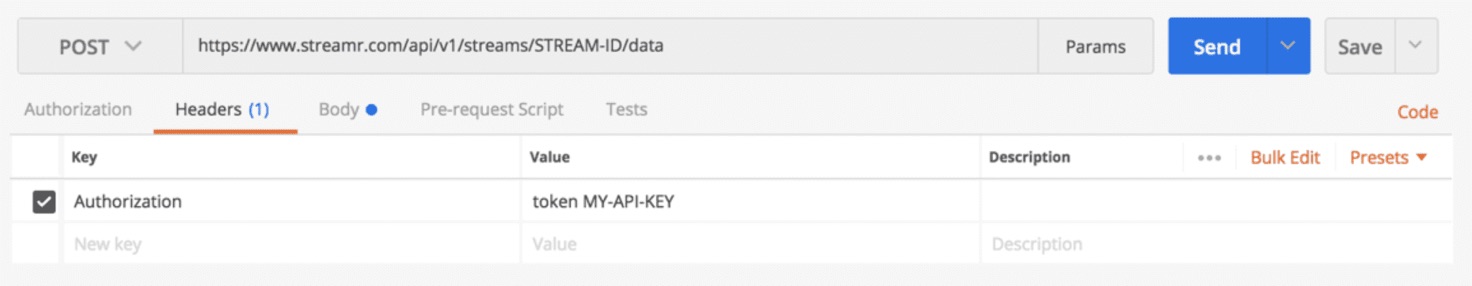 POST https://www.streamr.com/api/v1/streams/STREAM-ID/data Params Send Save
Authorization Headers (1) Body Pre-request Script Tests Code
Key Value Description ••• Bulk Edit Presets
Authorization token MY-API-KEY
New key Value Description